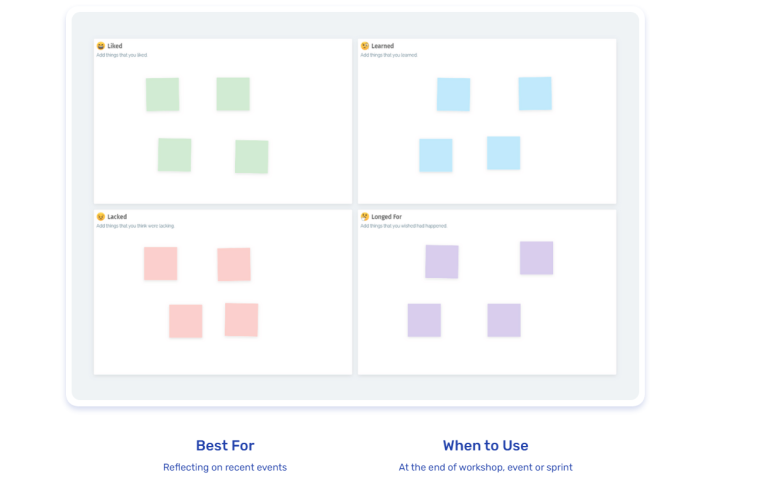 Liked
Add things that you liked.
Learned
Add things that you learned.
Lacked
Add things that you think were lacking.
Longed For
Add things that you wished had happened.
Best For
Reflecting on recent events
When to Use
At the end of workshop, event or sprint